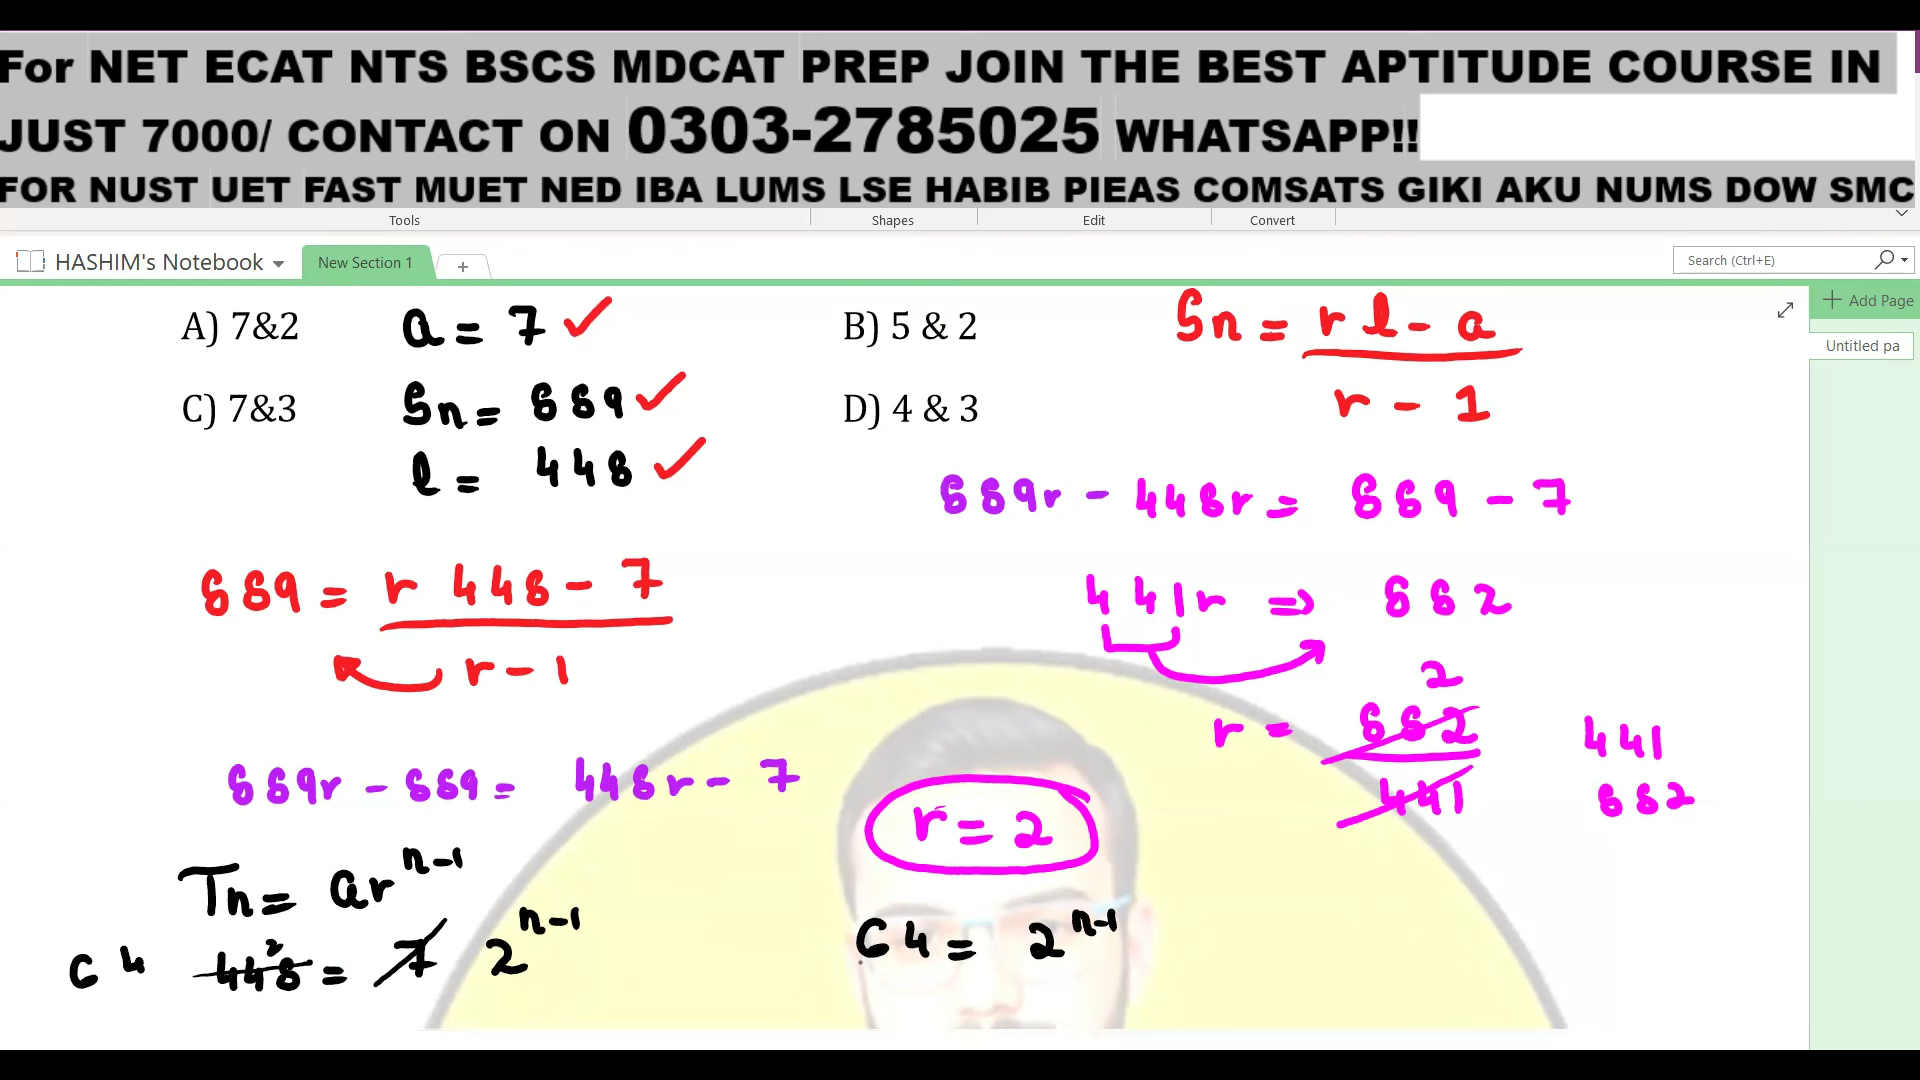 For NET ECAT NTS BSCS MDCAT PREP JOIN THE BEST APTITUDE COURSE IN
JUST 7000/ CONTACT ON 0303-2785025 WHATSAPP!!
FOR NUST UET FAST MUET NED IBA LUMS LSE HABIB PIEAS COMSATS GIKI AKU NUMS DOW SMC
Tools Shapes Edit Convert
HASHIM's Notebook New Section 1 + Search (Ctrl+E)
+ Add Page
Untitled pa
A) 7&2 a = 7 ✓ B) 5 & 2
C) 7&3 Sn = 889 ✓ D) 4 & 3
l = 448 ✓
Sn = rl - a
r - 1
889 = r 448 - 7
r - 1
889r - 889 = 448r - 7
889r - 448r = 889 - 7
441r ⇒ 882
2
r = 882 441
441 882
r = 2
Tn = ar^n-1
2
64 448 = 7 2^n-1
64 = 2^n-1